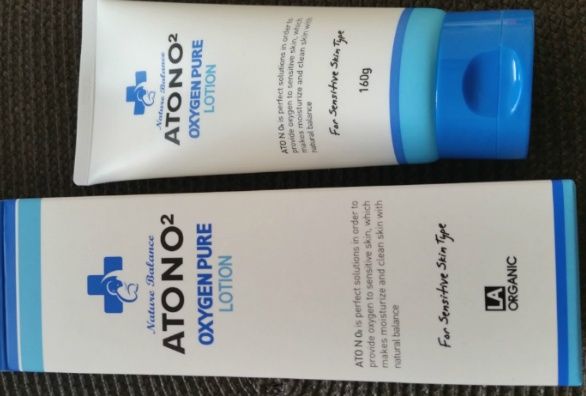 Nature Balance
ATO N O2
OXYGEN PURE
LOTION
ATO N O2 is perfect solutions in order to
provide oxygen to sensitive skin, which
makes moisturize and clean skin with
natural balance
For Sensitive Skin Type
160g
Nature Balance
ATO N O2
OXYGEN PURE
LOTION
ATO N O2 is perfect solutions in order to
provide oxygen to sensitive skin, which
makes moisturize and clean skin with
natural balance
For Sensitive Skin Type
LA
ORGANIC